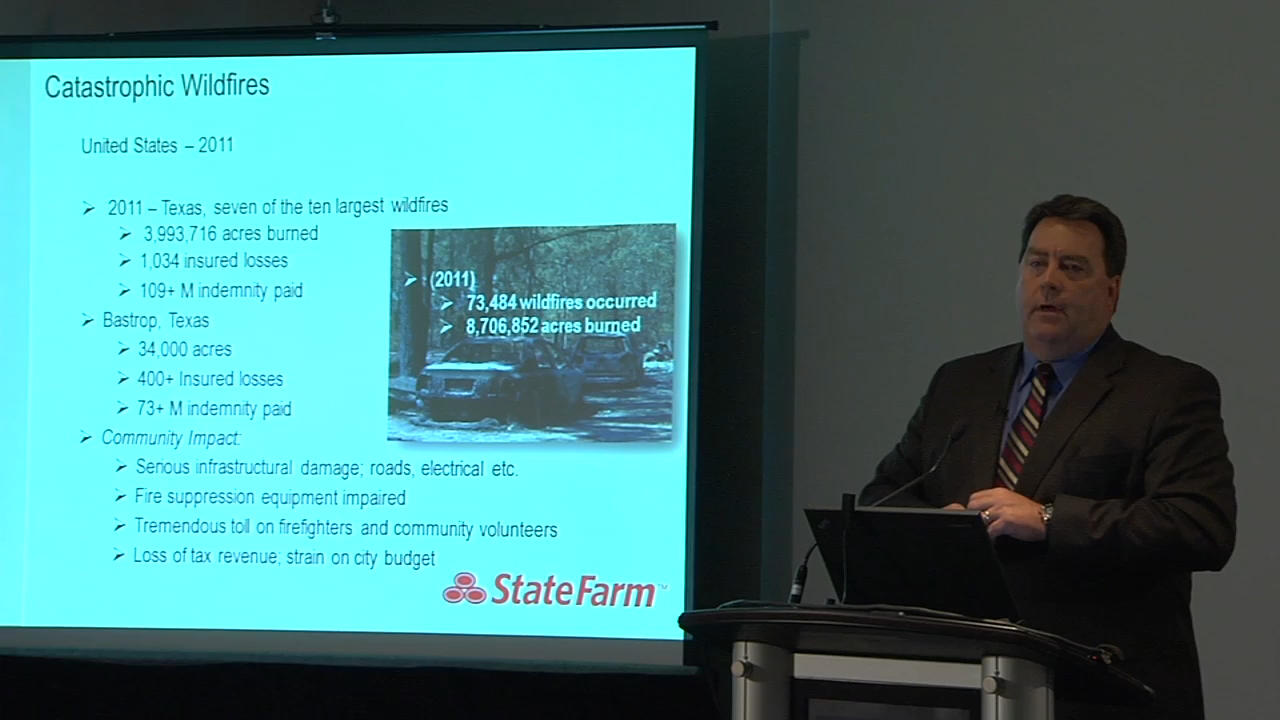 Catastrophic Wildfires
United States – 2011
➢ 2011 – Texas, seven of the ten largest wildfires
➢ 3,993,716 acres burned
➢ 1,034 insured losses
➢ 109+ M indemnity paid
➢ Bastrop, Texas
➢ 34,000 acres
➢ 400+ Insured losses
➢ 73+ M indemnity paid
➢ Community Impact:
➢ Serious infrastructural damage; roads, electrical etc.
➢ Fire suppression equipment impaired
➢ Tremendous toll on firefighters and community volunteers
➢ Loss of tax revenue; strain on city budget
➢ (2011)
➢ 73,484 wildfires occurred
➢ 8,706,852 acres burned
StateFarm™